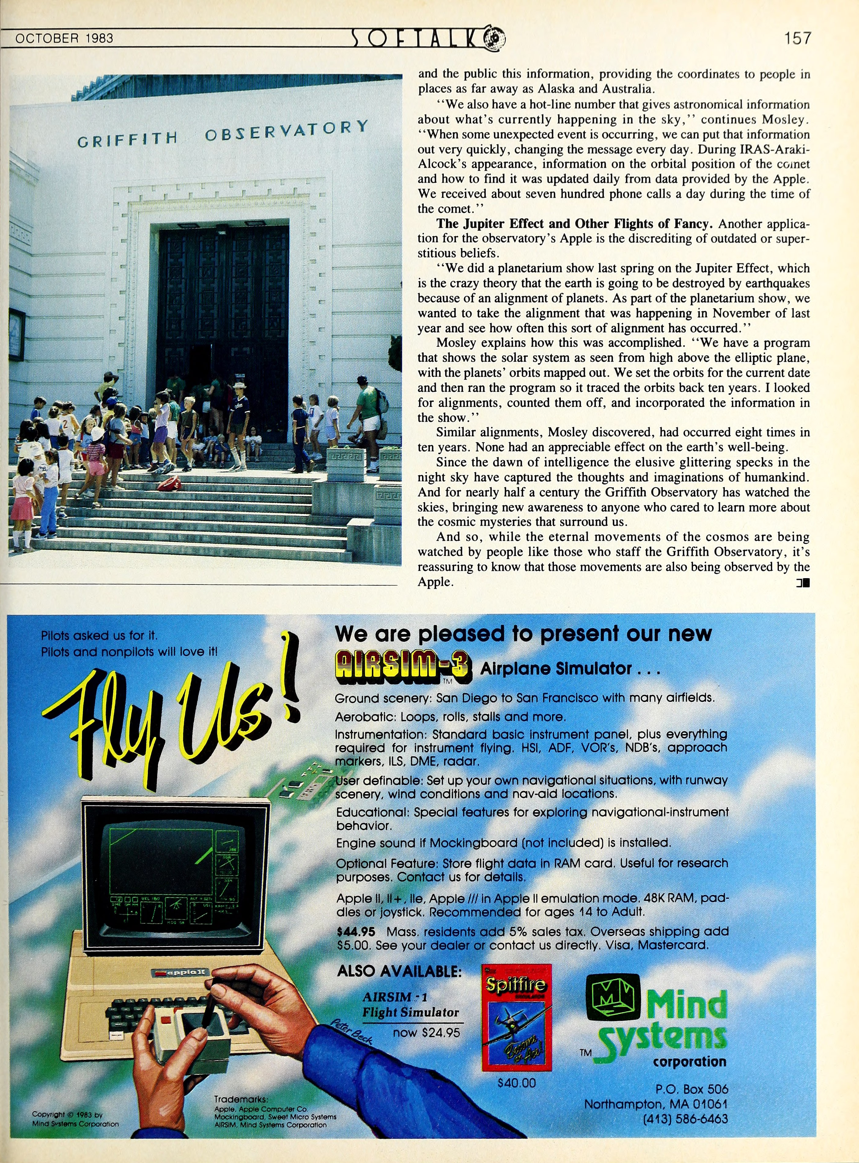 OCTOBER 1983
SOFTALK
157
GRIFFITH OBSERVATORY
and the public this information, providing the coordinates to people in
places as far away as Alaska and Australia.
‘‘We also have a hot-line number that gives astronomical information
about what’s currently happening in the sky,’’ continues Mosley.
‘‘When some unexpected event is occurring, we can put that information
out very quickly, changing the message every day. During IRAS-Araki-
Alcock’s appearance, information on the orbital position of the comet
and how to find it was updated daily from data provided by the Apple.
We received about seven hundred phone calls a day during the time of
the comet.’’
The Jupiter Effect and Other Flights of Fancy. Another applica-
tion for the observatory’s Apple is the discrediting of outdated or super-
stitious beliefs.
‘‘We did a planetarium show last spring on the Jupiter Effect, which
is the crazy theory that the earth is going to be destroyed by earthquakes
because of an alignment of planets. As part of the planetarium show, we
wanted to take the alignment that was happening in November of last
year and see how often this sort of alignment has occurred.’’
Mosley explains how this was accomplished. ‘‘We have a program
that shows the solar system as seen from high above the elliptic plane,
with the planets’ orbits mapped out. We set the orbits for the current date
and then ran the program so it traced the orbits back ten years. I looked
for alignments, counted them off, and incorporated the information in
the show.’’
Similar alignments, Mosley discovered, had occurred eight times in
ten years. None had an appreciable effect on the earth’s well-being.
Since the dawn of intelligence the elusive glittering specks in the
night sky have captured the thoughts and imaginations of humankind.
And for nearly half a century the Griffith Observatory has watched the
skies, bringing new awareness to anyone who cared to learn more about
the cosmic mysteries that surround us.
And so, while the eternal movements of the cosmos are being
watched by people like those who staff the Griffith Observatory, it’s
reassuring to know that those movements are also being observed by the
Apple.
Pilots asked us for it.
Pilots and nonpilots will love it!
Fly Us!
We are pleased to present our new
AIRSIM-3 TM Airplane Simulator . . .
Ground scenery: San Diego to San Francisco with many airfields.
Aerobatic: Loops, rolls, stalls and more.
Instrumentation: Standard basic instrument panel, plus everything
required for instrument flying. HSI, ADF, VOR's, NDB's, approach
markers, ILS, DME, radar.
User definable: Set up your own navigational situations, with runway
scenery, wind conditions and nav-aid locations.
Educational: Special features for exploring navigational-instrument
behavior.
Engine sound if Mockingboard (not included) is installed.
Optional Feature: Store flight data in RAM card. Useful for research
purposes. Contact us for details.
Apple II, II+, IIe, Apple /// in Apple II emulation mode. 48K RAM, pad-
dles or joystick. Recommended for ages 14 to Adult.
$44.95 Mass. residents add 5% sales tax. Overseas shipping add
$5.00. See your dealer or contact us directly. Visa, Mastercard.
apple II
ALSO AVAILABLE:
AIRSIM - 1
Flight Simulator
now $24.95
Peter Beck
Spitfire
$40.00
Mind
Systems
TM
corporation
P.O. Box 506
Northampton, MA 01061
(413) 586-6463
Copyright © 1983 by
Mind Systems Corporation
Trademarks:
Apple, Apple Computer Co.
Mockingboard, Sweet Micro Systems
AIRSIM, Mind Systems Corporation